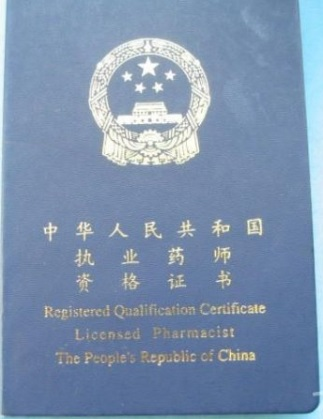 中华人民共和国
执业药师
资格证书
Registered Qualification Certificate
Licensed Pharmacist
The People's Republic of China